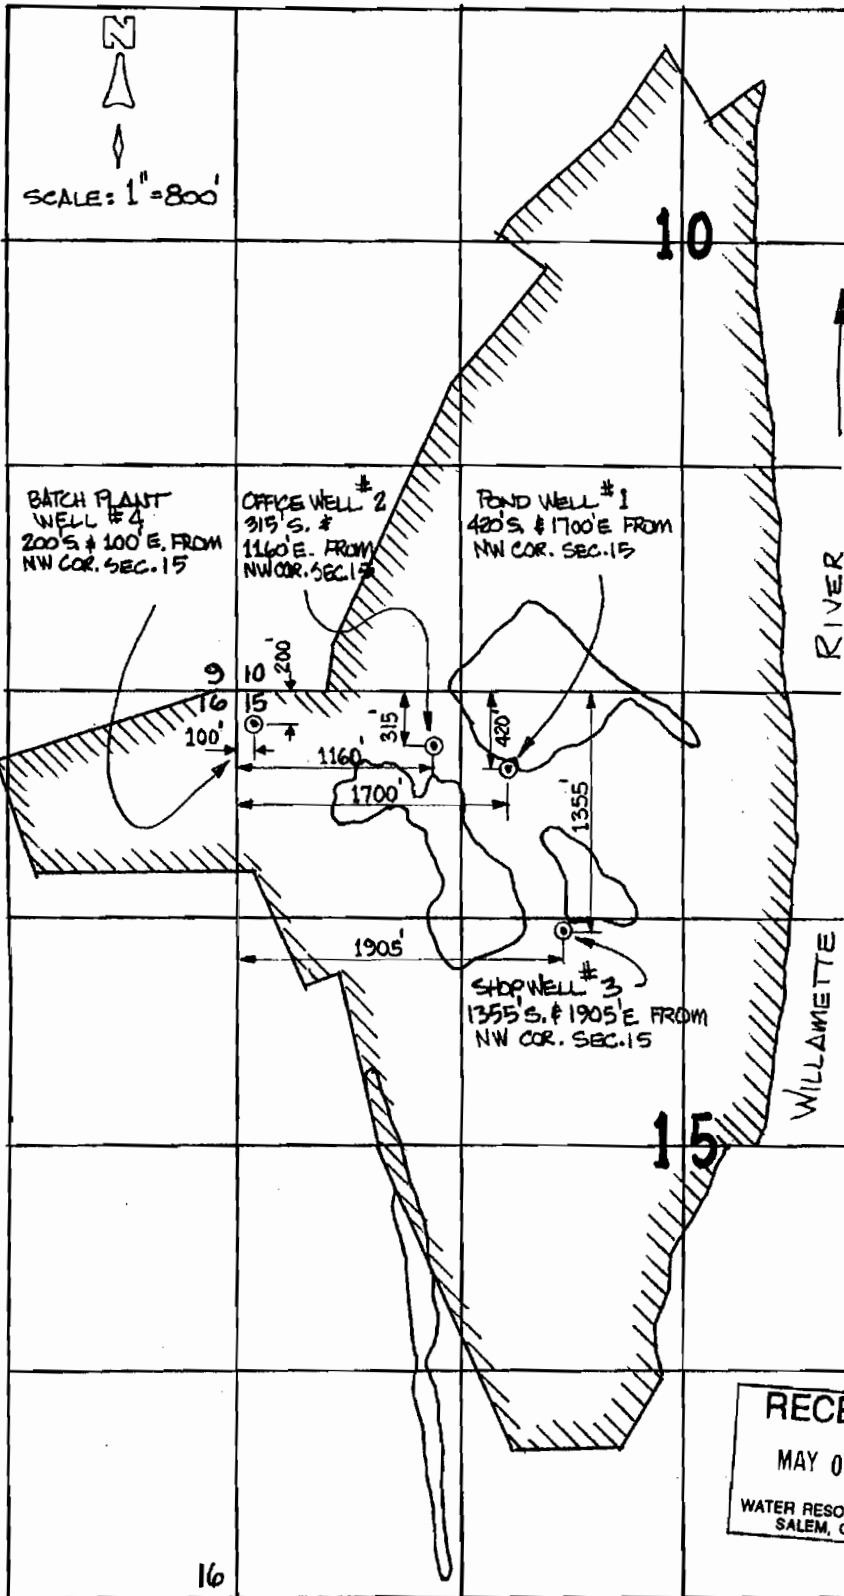 N
SCALE: 1"=800'
10
BATCH PLANT
WELL #4
200'S. & 100'E. FROM
NW COR. SEC. 15
OFFICE WELL #2
315'S. &
1160'E. FROM
NW COR. SEC. 15
POND WELL #1
420'S. & 1700'E FROM
NW COR. SEC. 15
RIVER
9 10
16 15
200'
100'
315'
420'
1160'
1700'
1355'
1905'
SHOP WELL #3
1355'S. & 1905'E FROM
NW COR. SEC. 15
WILLAMETTE
15
RECE
MAY 0
WATER RESO
SALEM, O
16